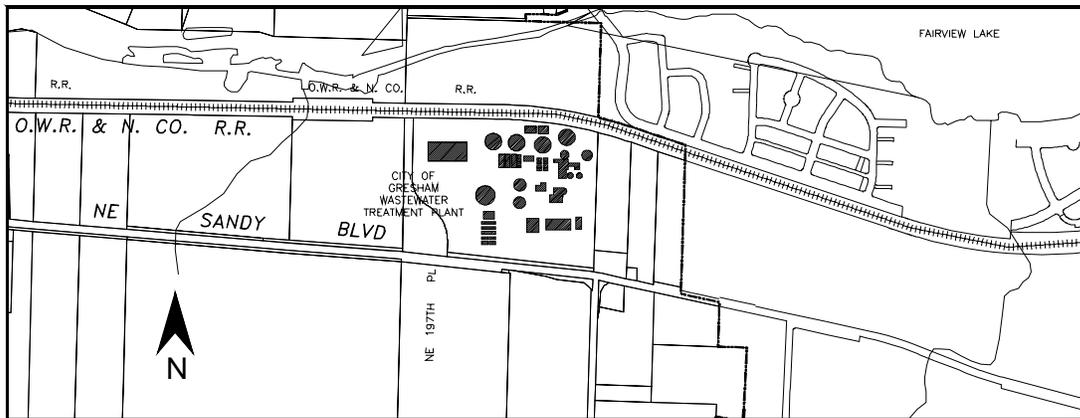 FAIRVIEW LAKE
R.R.
O.W.R. & N. CO.
R.R.
O.W.R. & N. CO. R.R.
CITY OF
GRESHAM
WASTEWATER
TREATMENT PLANT
NE SANDY BLVD
NE 197TH PL
N